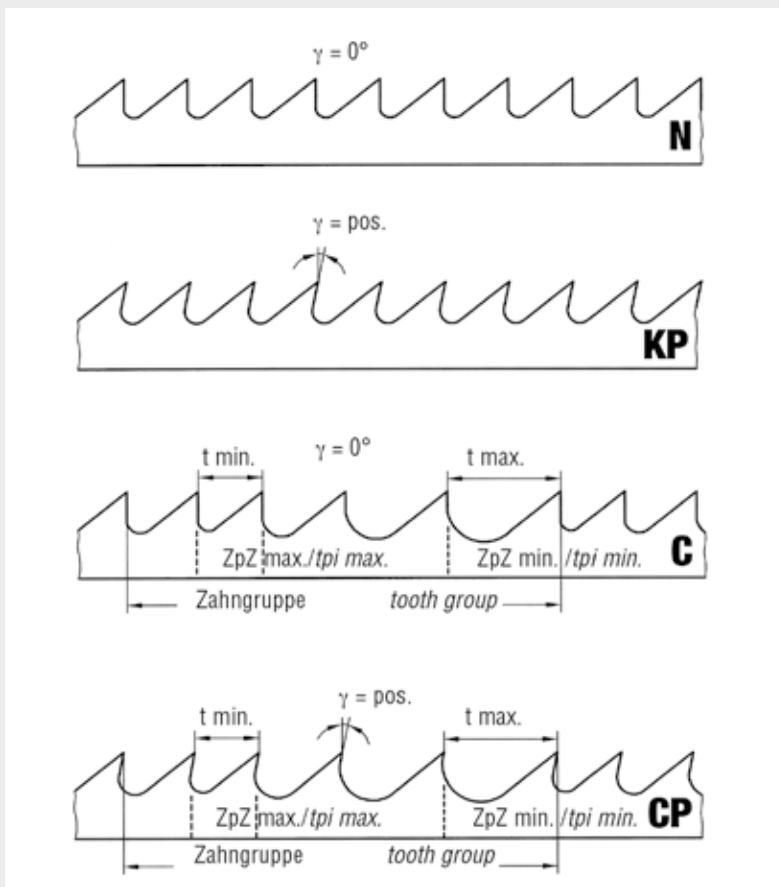 γ = 0°
N
γ = pos.
KP
γ = 0°
t min.
t max.
ZpZ max./tpi max.
ZpZ min./tpi min.
C
Zahngruppe
tooth group
γ = pos.
t min.
t max.
ZpZ max./tpi max.
ZpZ min./tpi min.
CP
Zahngruppe
tooth group